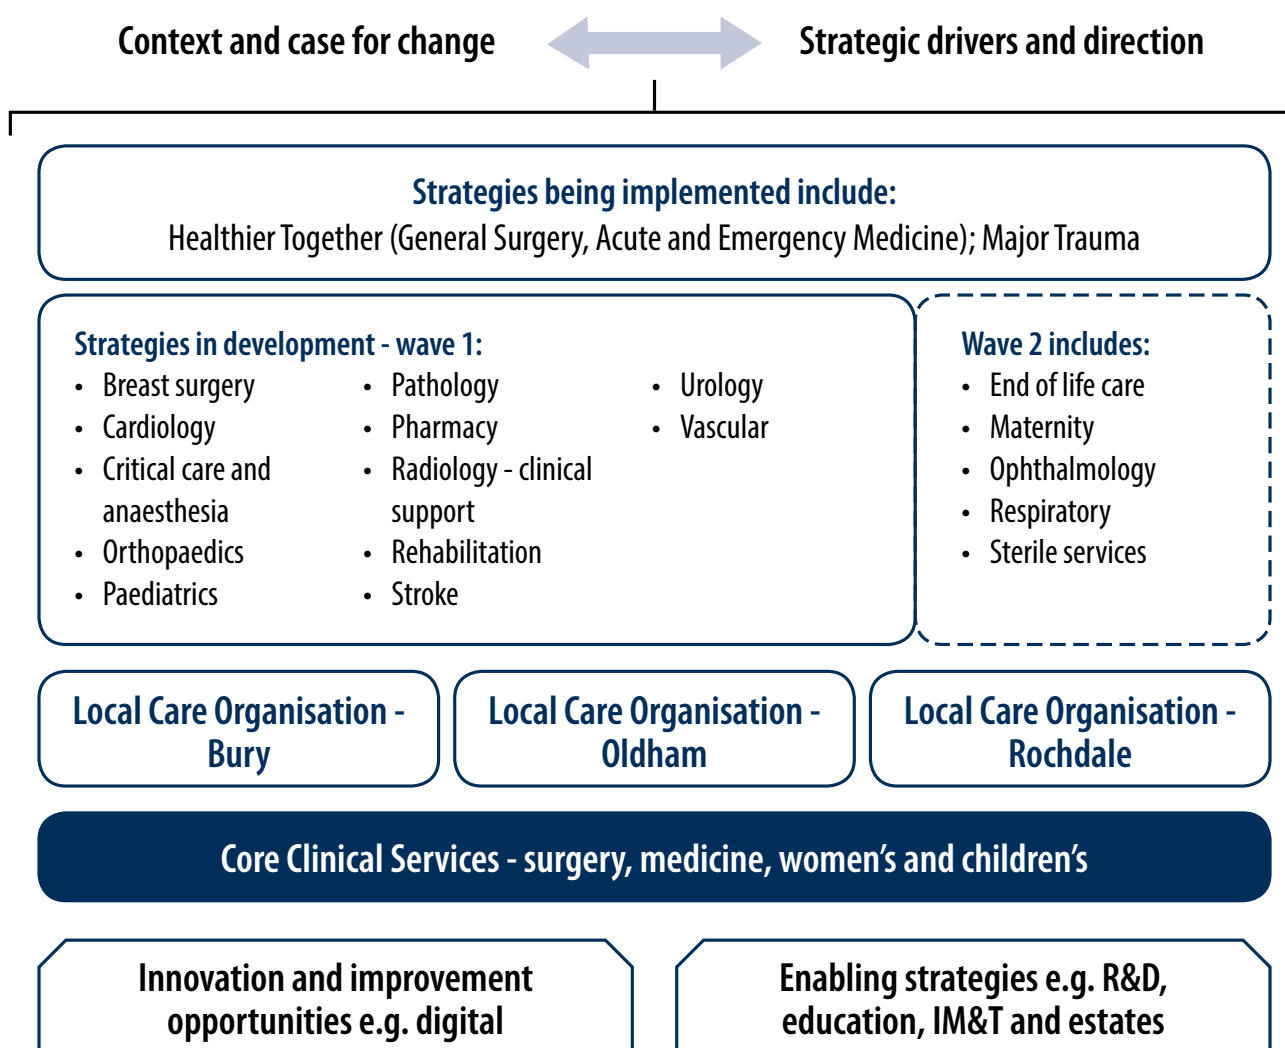 Context and case for change
Strategic drivers and direction
Strategies being implemented include:
Healthier Together (General Surgery, Acute and Emergency Medicine); Major Trauma
Strategies in development - wave 1:
• Breast surgery
• Cardiology
• Critical care and
anaesthesia
• Orthopaedics
• Paediatrics
• Pathology
• Pharmacy
• Radiology - clinical
support
• Rehabilitation
• Stroke
• Urology
• Vascular
Wave 2 includes:
• End of life care
• Maternity
• Ophthalmology
• Respiratory
• Sterile services
Local Care Organisation -
Bury
Local Care Organisation -
Oldham
Local Care Organisation -
Rochdale
Core Clinical Services - surgery, medicine, women’s and children’s
Innovation and improvement
opportunities e.g. digital
Enabling strategies e.g. R&D,
education, IM&T and estates